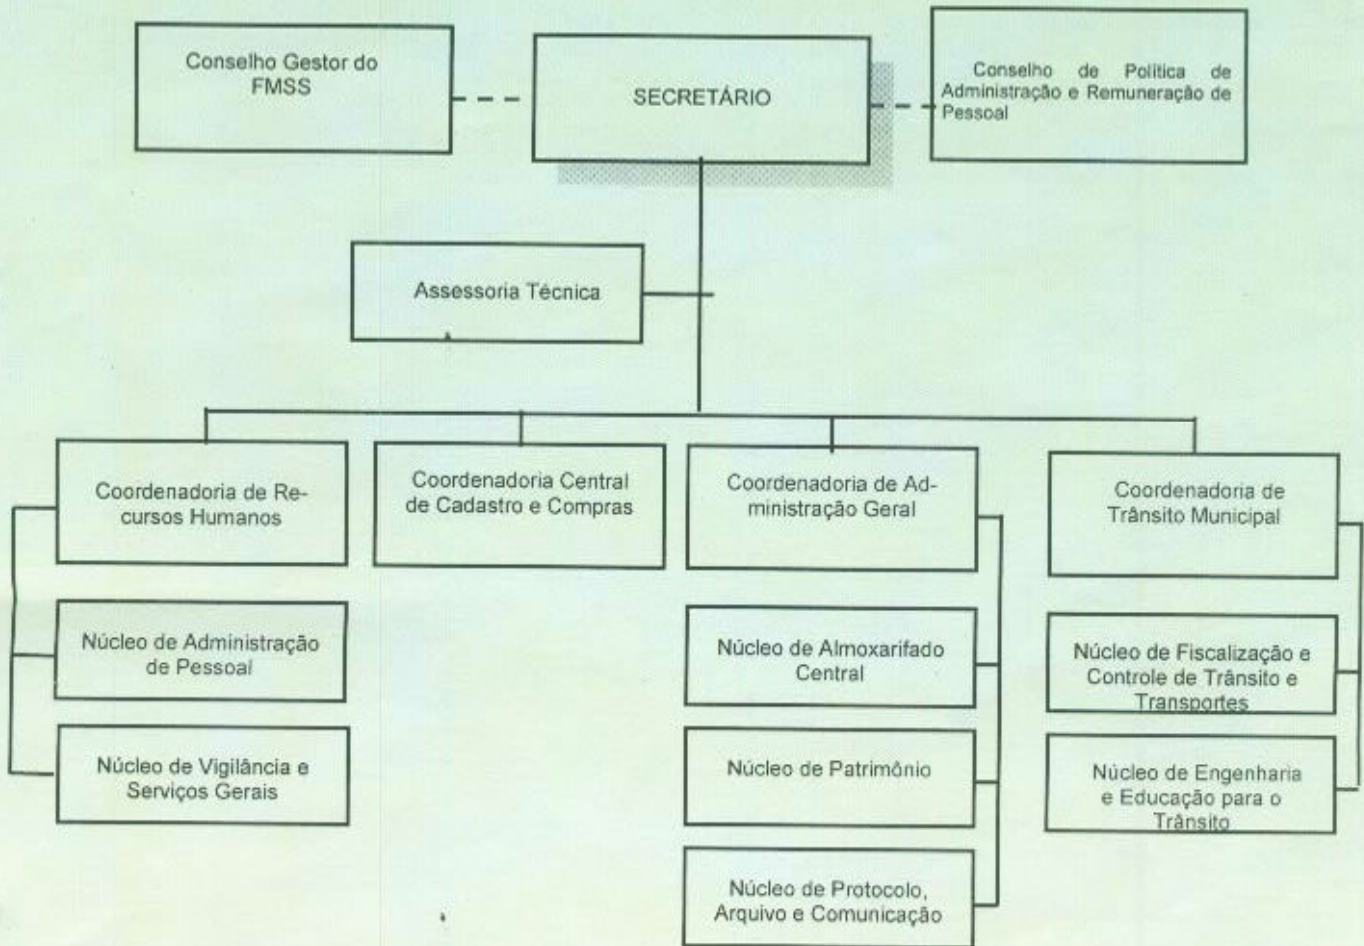 Conselho Gestor do
FMSS
SECRETÁRIO
Conselho de Política de
Administração e Remuneração de
Pessoal
Assessoria Técnica
Coordenadoria de Re-
cursos Humanos
Coordenadoria Central
de Cadastro e Compras
Coordenadoria de Ad-
ministração Geral
Coordenadoria de
Trânsito Municipal
Núcleo de Administração
de Pessoal
Núcleo de Almoxarifado
Central
Núcleo de Fiscalização e
Controle de Trânsito e
Transportes
Núcleo de Vigilância e
Serviços Gerais
Núcleo de Patrimônio
Núcleo de Engenharia
e Educação para o
Trânsito
Núcleo de Protocolo,
Arquivo e Comunicação